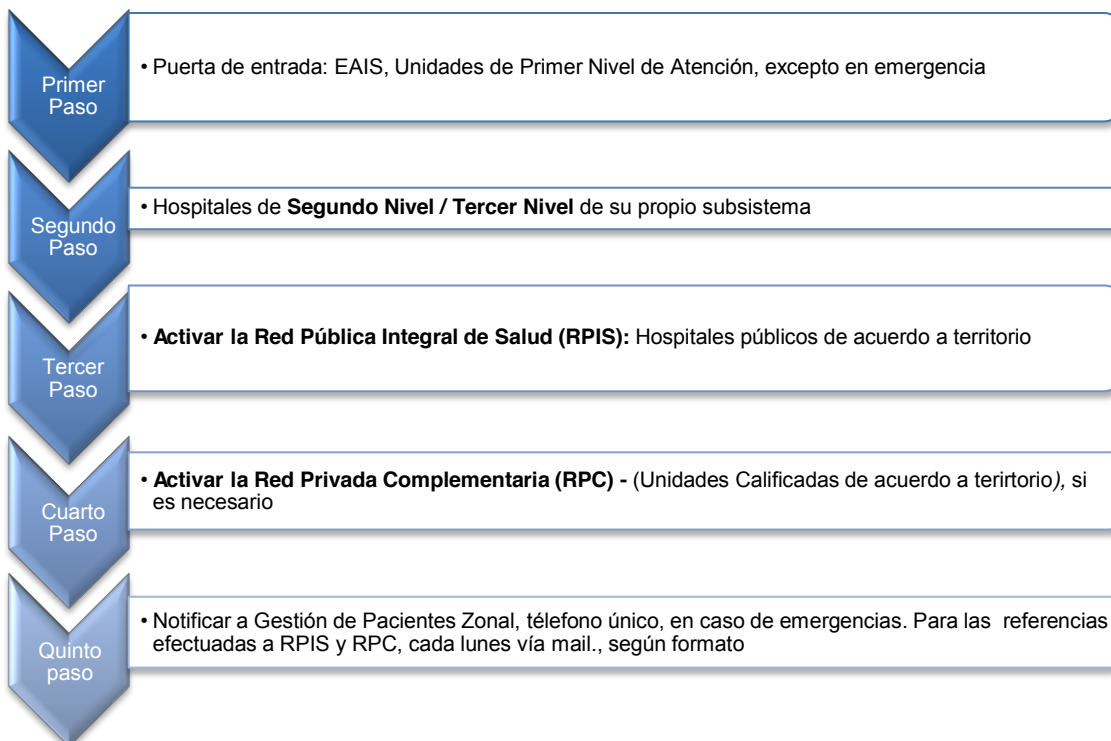 Primer
Paso
• Puerta de entrada: EAIS, Unidades de Primer Nivel de Atención, excepto en emergencia
Segundo
Paso
• Hospitales de Segundo Nivel / Tercer Nivel de su propio subsistema
Tercer
Paso
• Activar la Red Pública Integral de Salud (RPIS): Hospitales públicos de acuerdo a territorio
Cuarto
Paso
• Activar la Red Privada Complementaria (RPC) - (Unidades Calificadas de acuerdo a terirtorio), si
es necesario
Quinto
paso
• Notificar a Gestión de Pacientes Zonal, télefono único, en caso de emergencias. Para las referencias
efectuadas a RPIS y RPC, cada lunes vía mail., según formato